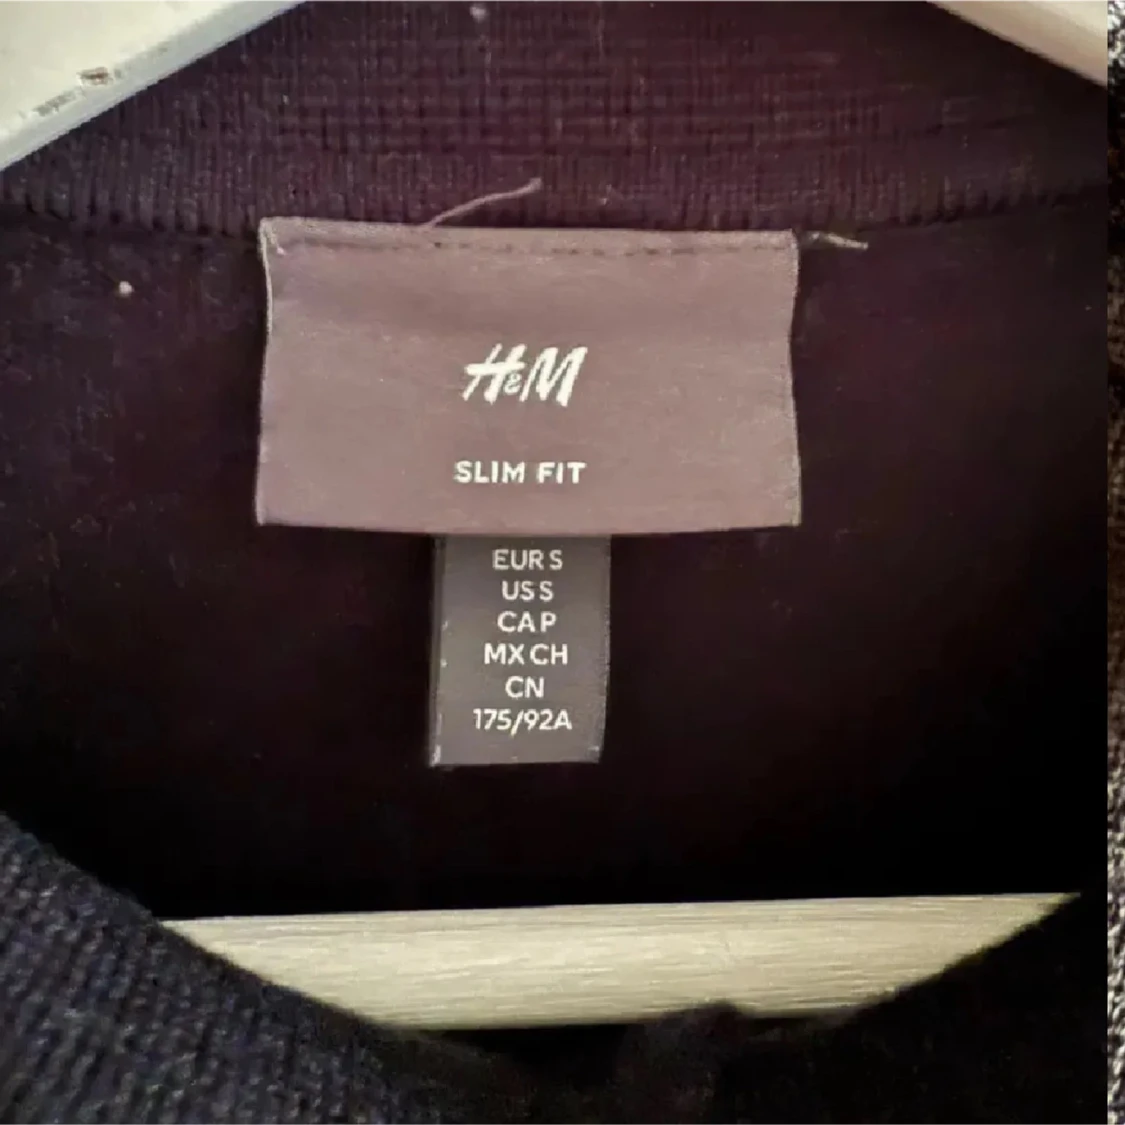 H&M
SLIM FIT
EUR S
US S
CA P
MX CH
CN
175/92A